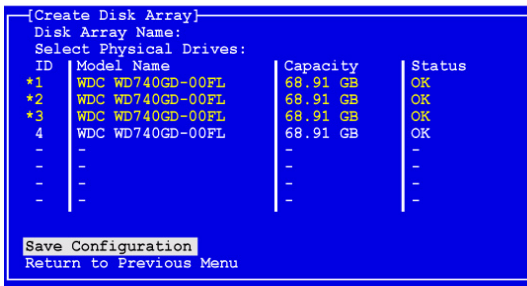 [Create Disk Array]
Disk Array Name:
Select Physical Drives:
ID Model Name Capacity Status
*1 WDC WD740GD-00FL 68.91 GB OK
*2 WDC WD740GD-00FL 68.91 GB OK
*3 WDC WD740GD-00FL 68.91 GB OK
4 WDC WD740GD-00FL 68.91 GB OK
- - - -
- - - -
- - - -
- - - -
Save Configuration
Return to Previous Menu